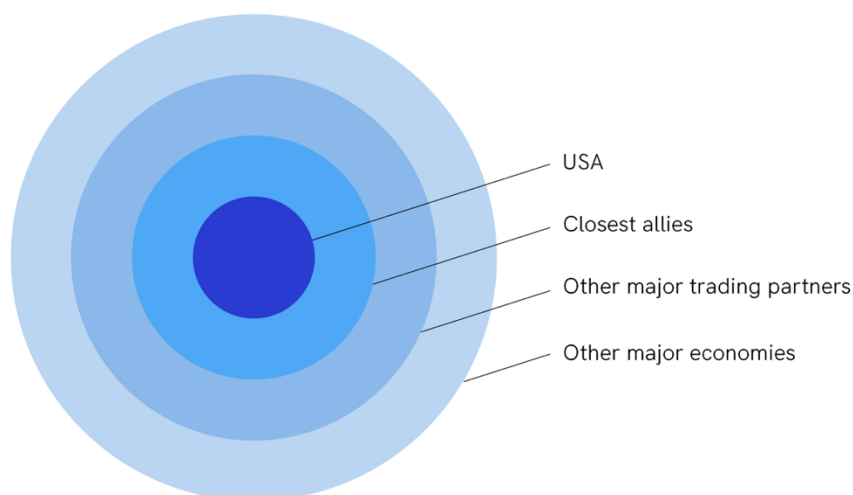 USA
Closest allies
Other major trading partners
Other major economies